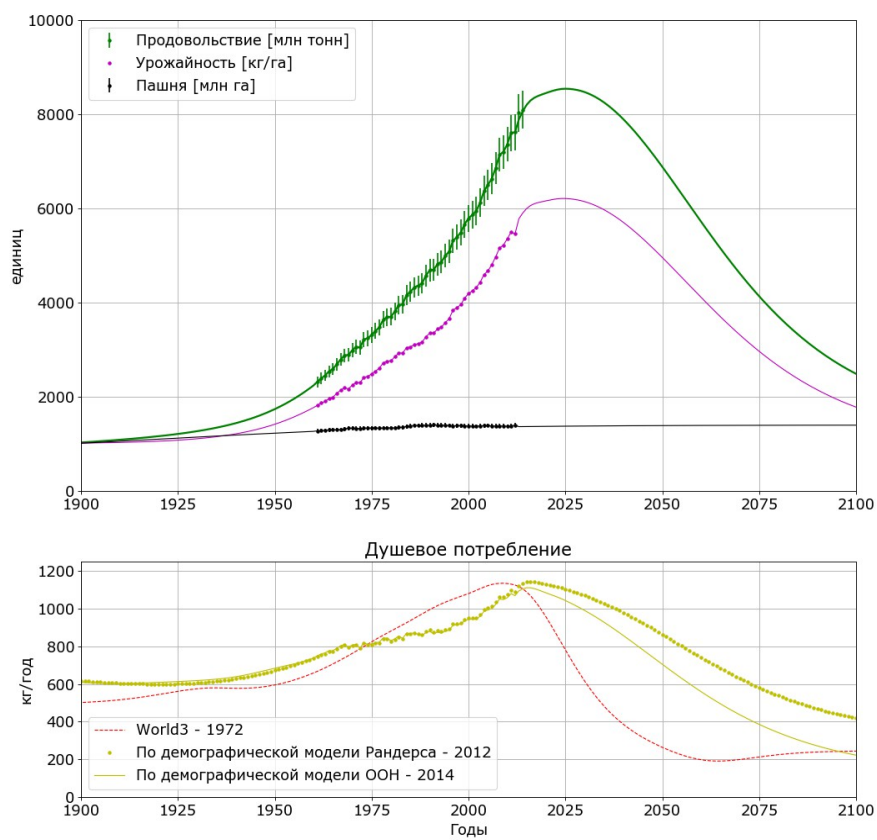 10000
8000
6000
4000
2000
0
единиц
Продовольствие [млн тонн]
Урожайность [кг/га]
Пашня [млн га]
1900 1925 1950 1975 2000 2025 2050 2075 2100
Душевое потребление
1200
1000
800
600
400
200
0
кг/год
World3 - 1972
По демографической модели Рандерса - 2012
По демографической модели ООН - 2014
1900 1925 1950 1975 2000 2025 2050 2075 2100
Годы